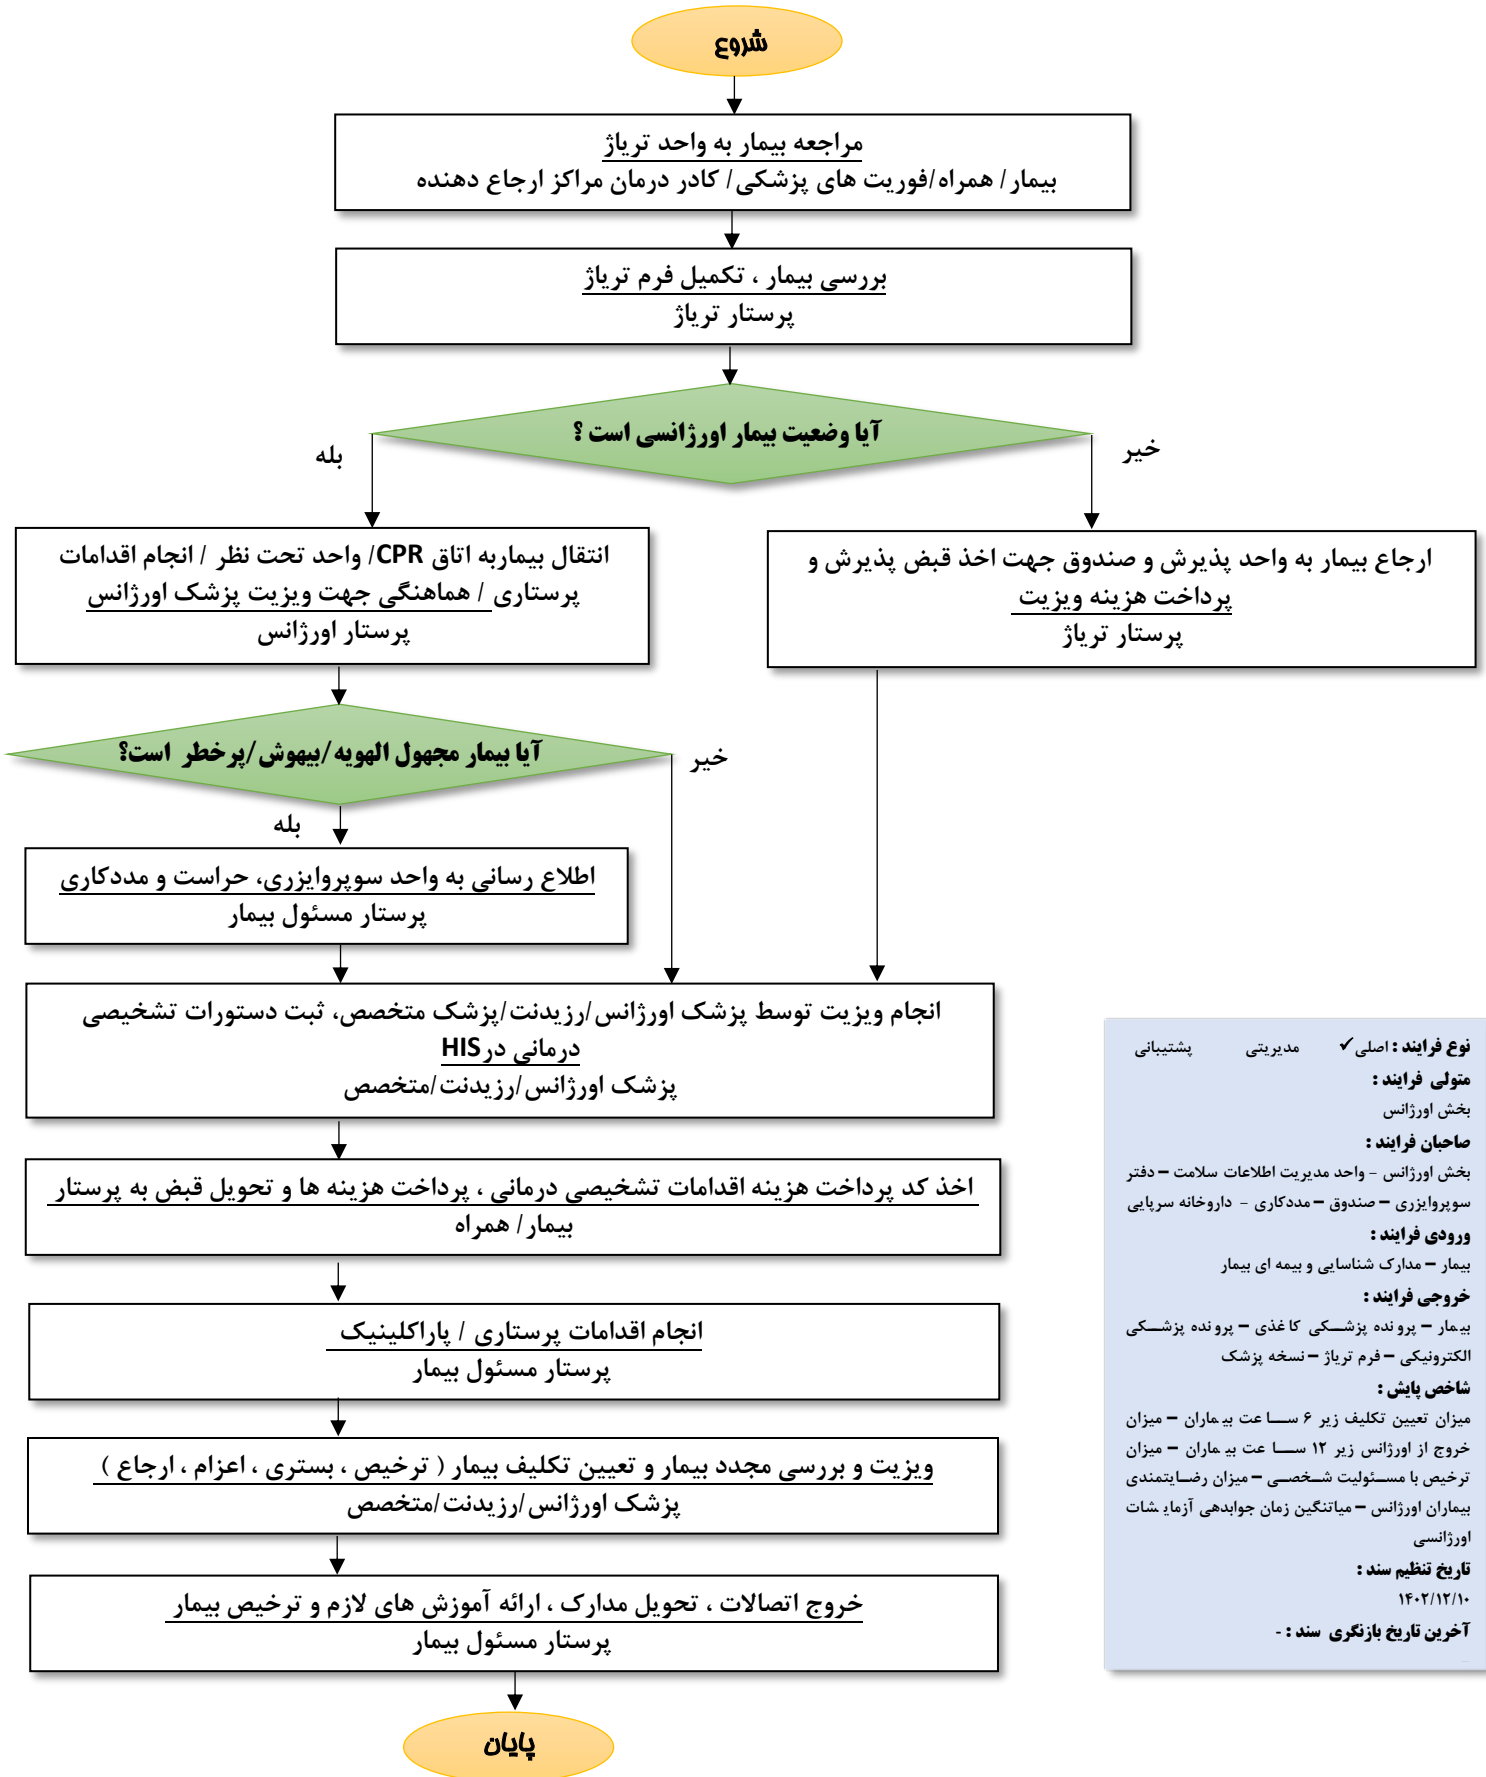 شروع
مراجعه بیمار به واحد تریاژ
بیمار/ همراه/فوریت های پزشکی/ کادر درمان مراکز ارجاع دهنده
بررسی بیمار ، تکمیل فرم تریاژ
پرستار تریاژ
آیا وضعیت بیمار اورژانسی است ؟
بله
خیر
انتقال بیماربه اتاق CPR/ واحد تحت نظر / انجام اقدامات
پرستاری / هماهنگی جهت ویزیت پزشک اورژانس
پرستار اورژانس
ارجاع بیمار به واحد پذیرش و صندوق جهت اخذ قبض پذیرش و
پرداخت هزینه ویزیت
پرستار تریاژ
آیا بیمار مجهول الهویه/بیهوش/پرخطر است؟
خیر
بله
اطلاع رسانی به واحد سوپروایزری، حراست و مددکاری
پرستار مسئول بیمار
انجام ویزیت توسط پزشک اورژانس/رزیدنت/پزشک متخصص، ثبت دستورات تشخیصی
درمانی درHIS
پزشک اورژانس/رزیدنت/متخصص
اخذ کد پرداخت هزینه اقدامات تشخیصی درمانی ، پرداخت هزینه ها و تحویل قبض به پرستار
بیمار/ همراه
انجام اقدامات پرستاری / پاراکلینیک
پرستار مسئول بیمار
ویزیت و بررسی مجدد بیمار و تعیین تکلیف بیمار ( ترخیص ، بستری ، اعزام ، ارجاع )
پزشک اورژانس/رزیدنت/متخصص
خروج اتصالات ، تحویل مدارک ، ارائه آموزش های لازم و ترخیص بیمار
پرستار مسئول بیمار
پایان
نوع فرایند : اصلی✓ مدیریتی پشتیبانی
متولی فرایند :
بخش اورژانس
صاحبان فرایند :
بخش اورژانس - واحد مدیریت اطلاعات سلامت – دفتر
سوپروایزری – صندوق – مددکاری - داروخانه سرپایی
ورودی فرایند :
بیمار – مدارک شناسایی و بیمه ای بیمار
خروجی فرایند :
بیمار – پرونده پزشکی کاغذی – پرونده پزشکی
الکترونیکی – فرم تریاژ – نسخه پزشک
شاخص پایش :
میزان تعیین تکلیف زیر ۶ ساعت بیماران – میزان
خروج از اورژانس زیر ۱۲ ساعت بیماران – میزان
ترخیص با مسئولیت شخصی – میزان رضایتمندی
بیماران اورژانس – میاتنگین زمان جوابدهی آزمایشات
اورژانسی
تاریخ تنظیم سند :
۱۴۰۲/۱۲/۱۰
آخرین تاریخ بازنگری سند : -